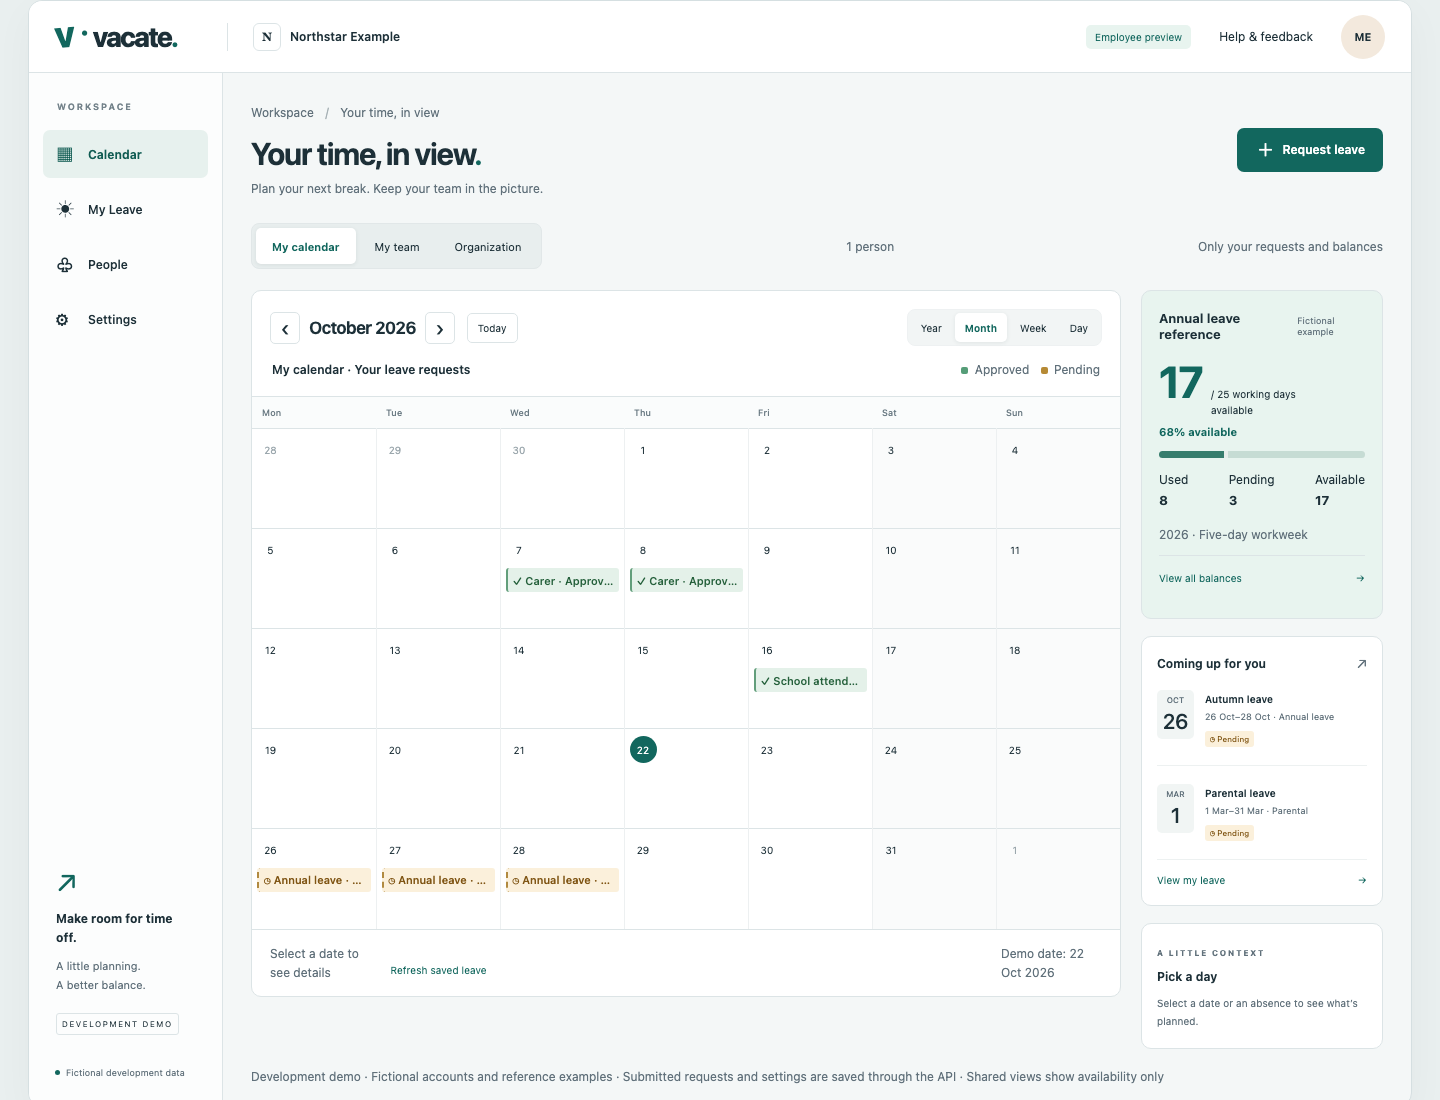 vacate.
N
Northstar Example
Employee preview
Help & feedback
ME
WORKSPACE
Calendar
My Leave
People
Settings
Make room for time
off.
A little planning.
A better balance.
DEVELOPMENT DEMO
Fictional development data
Workspace / Your time, in view
Your time, in view.
Plan your next break. Keep your team in the picture.
Request leave
My calendar
My team
Organization
1 person
Only your requests and balances
October 2026
Today
Year
Month
Week
Day
My calendar · Your leave requests
Approved
Pending
Mon Tue Wed Thu Fri Sat Sun
28 29 30 1 2 3 4
5 6 7 8 9 10 11
✓ Carer · Approv...
✓ Carer · Approv...
12 13 14 15 16 17 18
✓ School attend...
19 20 21 22 23 24 25
26 27 28 29 30 31 1
Annual leave · ...
Annual leave · ...
Annual leave · ...
Select a date to
see details
Refresh saved leave
Demo date: 22
Oct 2026
Annual leave
reference
Fictional
example
17
/ 25 working days
available
68% available
Used Pending Available
8 3 17
2026 · Five-day workweek
View all balances →
Coming up for you
OCT
26
Autumn leave
26 Oct–28 Oct · Annual leave
Pending
MAR
1
Parental leave
1 Mar–31 Mar · Parental
Pending
View my leave →
A LITTLE CONTEXT
Pick a day
Select a date or an absence to see what's
planned.
Development demo · Fictional accounts and reference examples · Submitted requests and settings are saved through the API · Shared views show availability only